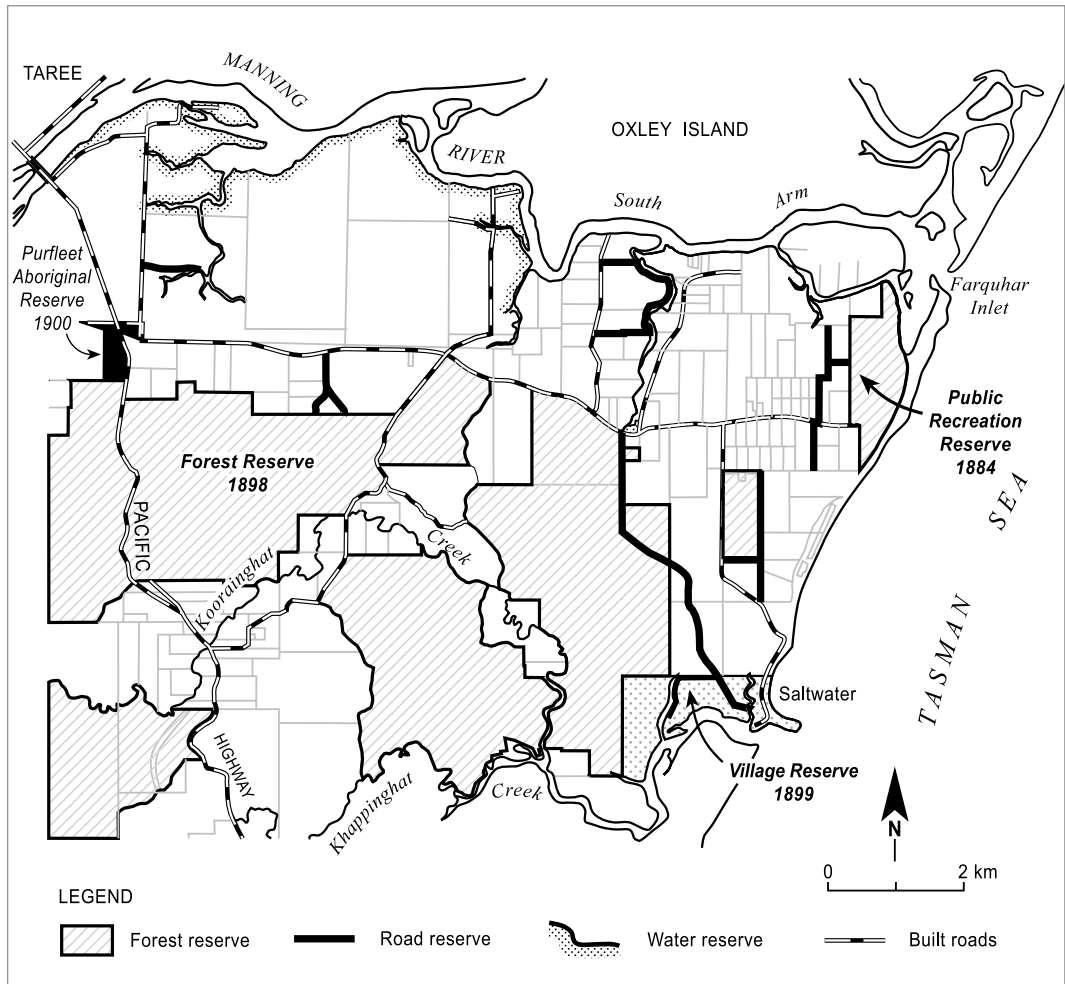 TAREE
MANNING
RIVER
OXLEY ISLAND
South
Arm
Farquhar
Inlet
Purfleet
Aboriginal
Reserve
1900
Public
Recreation
Reserve
1884
Forest Reserve
1898
PACIFIC
HIGHWAY
Koorainghat
Creek
TASMAN SEA
Saltwater
Village Reserve
1899
Khappinghat
Creek
N
0 2 km
LEGEND
Forest reserve
Road reserve
Water reserve
Built roads